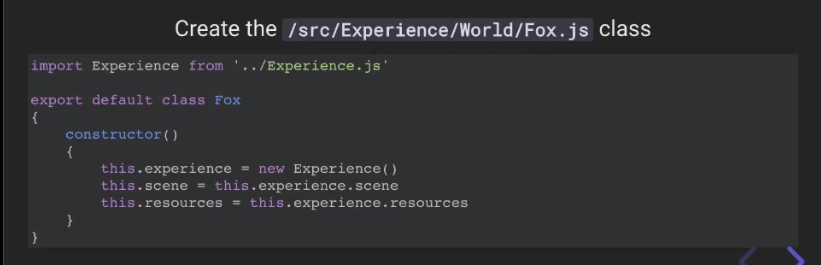 Create the /src/Experience/World/Fox.js class
import Experience from '../Experience.js'
export default class Fox
{
constructor()
{
this.experience = new Experience()
this.scene = this.experience.scene
this.resources = this.experience.resources
}
}